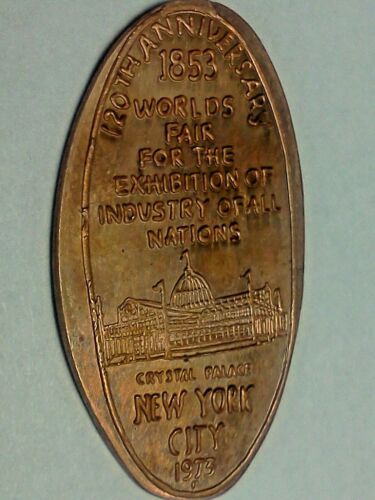 120TH ANNIVERSARY
1853
WORLDS
FAIR
FOR THE
EXHIBITION OF
INDUSTRY OF ALL
NATIONS
CRYSTAL PALACE
NEW YORK
CITY
1973